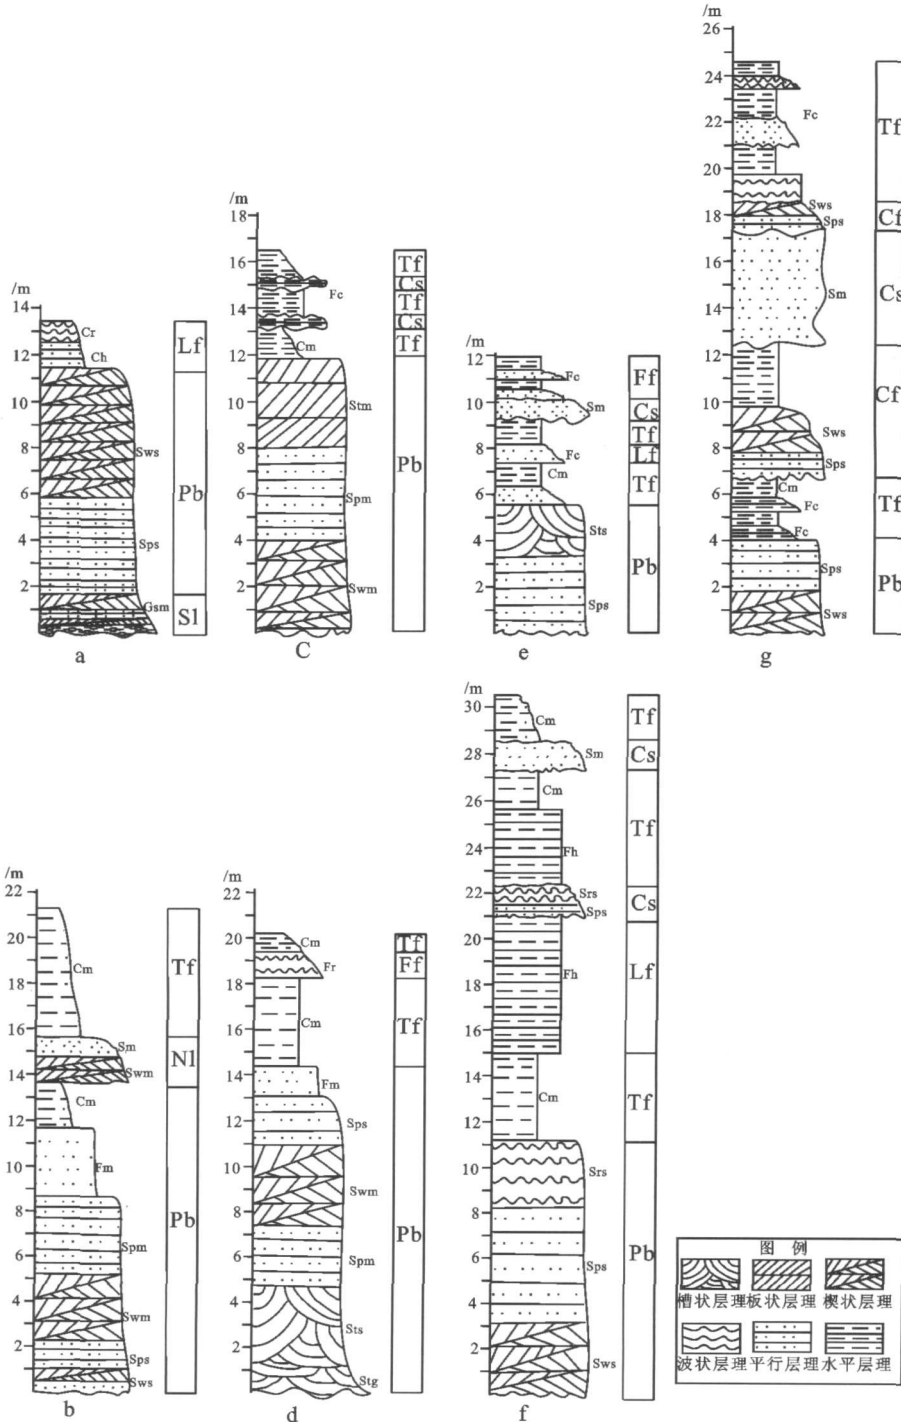 /m
14
12
10
8
6
4
2
Cr
Ch
Sws
Sps
Gsm
Lf
Pb
Sl
a
/m
18
16
14
12
10
8
6
4
2
Fc
Cm
Stm
Spm
Swm
Tf
Cs
Tf
Cs
Tf
Pb
C
12
10
8
6
4
2
Fc
Sm
Fc
Cm
Sts
Sps
Ff
Cs
Tf
Lf
Tf
Pb
e
/m
26
24
22
20
18
16
14
12
10
8
6
4
2
Fc
Sws
Sps
Sm
Sws
Sps
Cm
Fc
Fc
Sps
Sws
Tf
Cf
Cs
Cf
Tf
Pb
g
/m
22
20
18
16
14
12
10
8
6
4
2
Cm
Sm
Swm
Cm
Fm
Spm
Swm
Sps
Sws
Tf
Nl
Pb
b
/m
22
20
18
16
14
12
10
8
6
4
2
Cm
Fr
Cm
Fm
Sps
Swm
Spm
Sts
Stg
Tf
Ff
Tf
Pb
d
/m
30
28
26
24
22
20
18
16
14
12
10
8
6
4
2
Cm
Sm
Cm
Fh
Srs
Sps
Fh
Cm
Srs
Sps
Sws
Tf
Cs
Tf
Cs
Lf
Tf
Pb
f
图 例
槽状层理 板状层理 楔状层理
波状层理 平行层理 水平层理